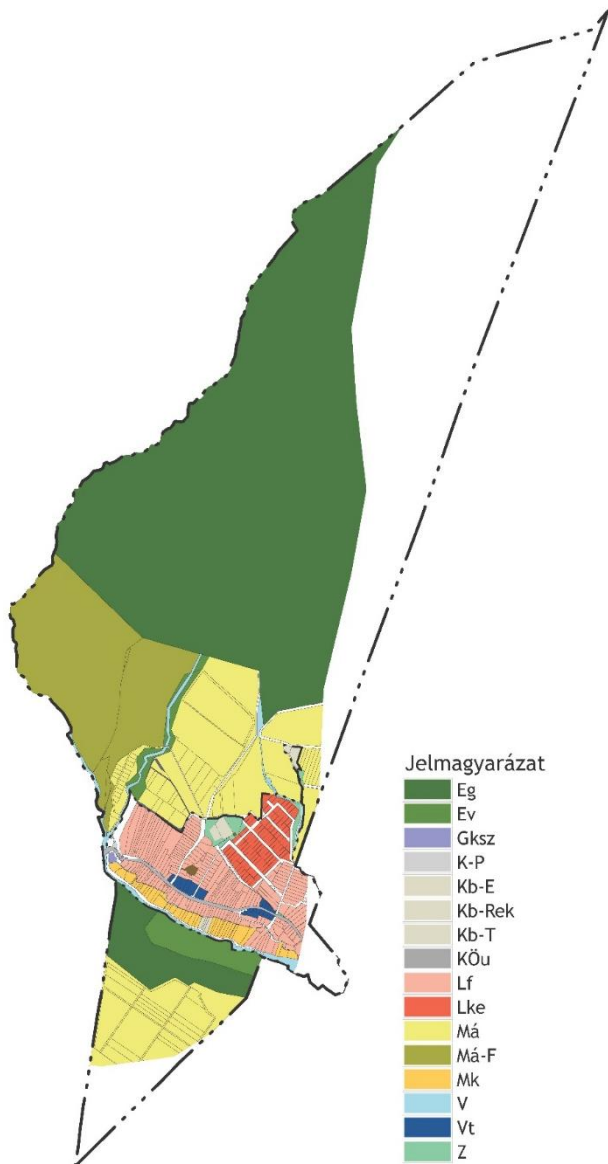 Jelmagyarázat
Eg
Ev
Gksz
K-P
Kb-E
Kb-Rek
Kb-T
KÖu
Lf
Lke
Má
Má-F
Mk
V
Vt
Z